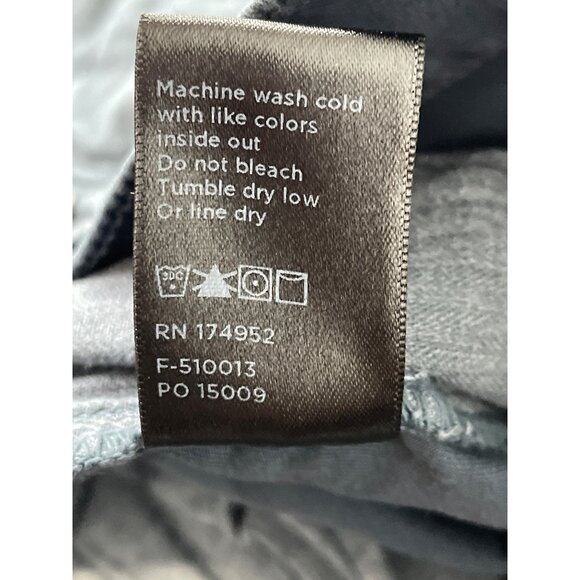 Machine wash cold
with like colors
inside out
Do not bleach
Tumble dry low
Or line dry
30C
RN 174952
F-510013
PO 15009